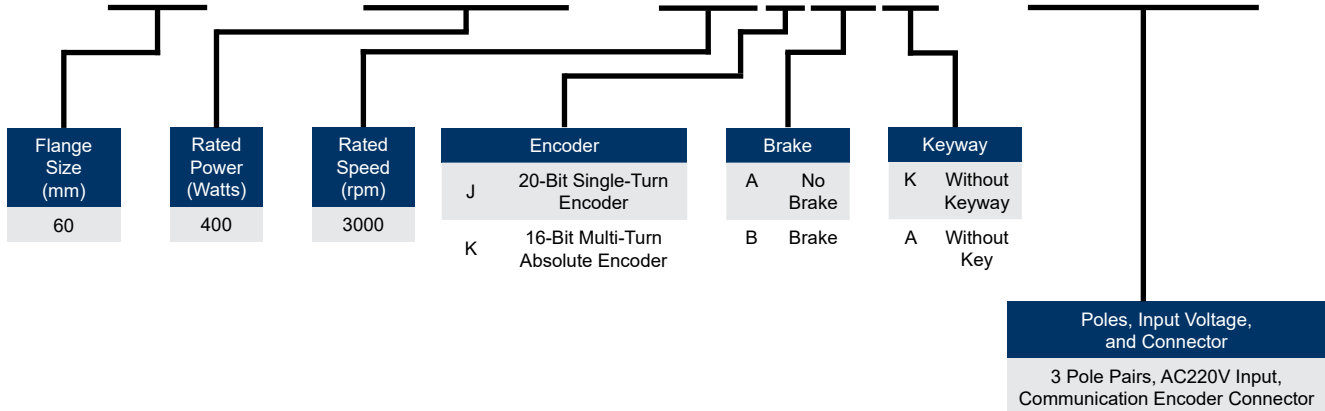 Flange
Size
(mm)
60
Rated
Power
(Watts)
400
Rated
Speed
(rpm)
3000
Encoder
J 20-Bit Single-Turn
Encoder
K 16-Bit Multi-Turn
Absolute Encoder
Brake
A No
Brake
B Brake
Keyway
K Without
Keyway
A Without
Key
Poles, Input Voltage,
and Connector
3 Pole Pairs, AC220V Input,
Communication Encoder Connector